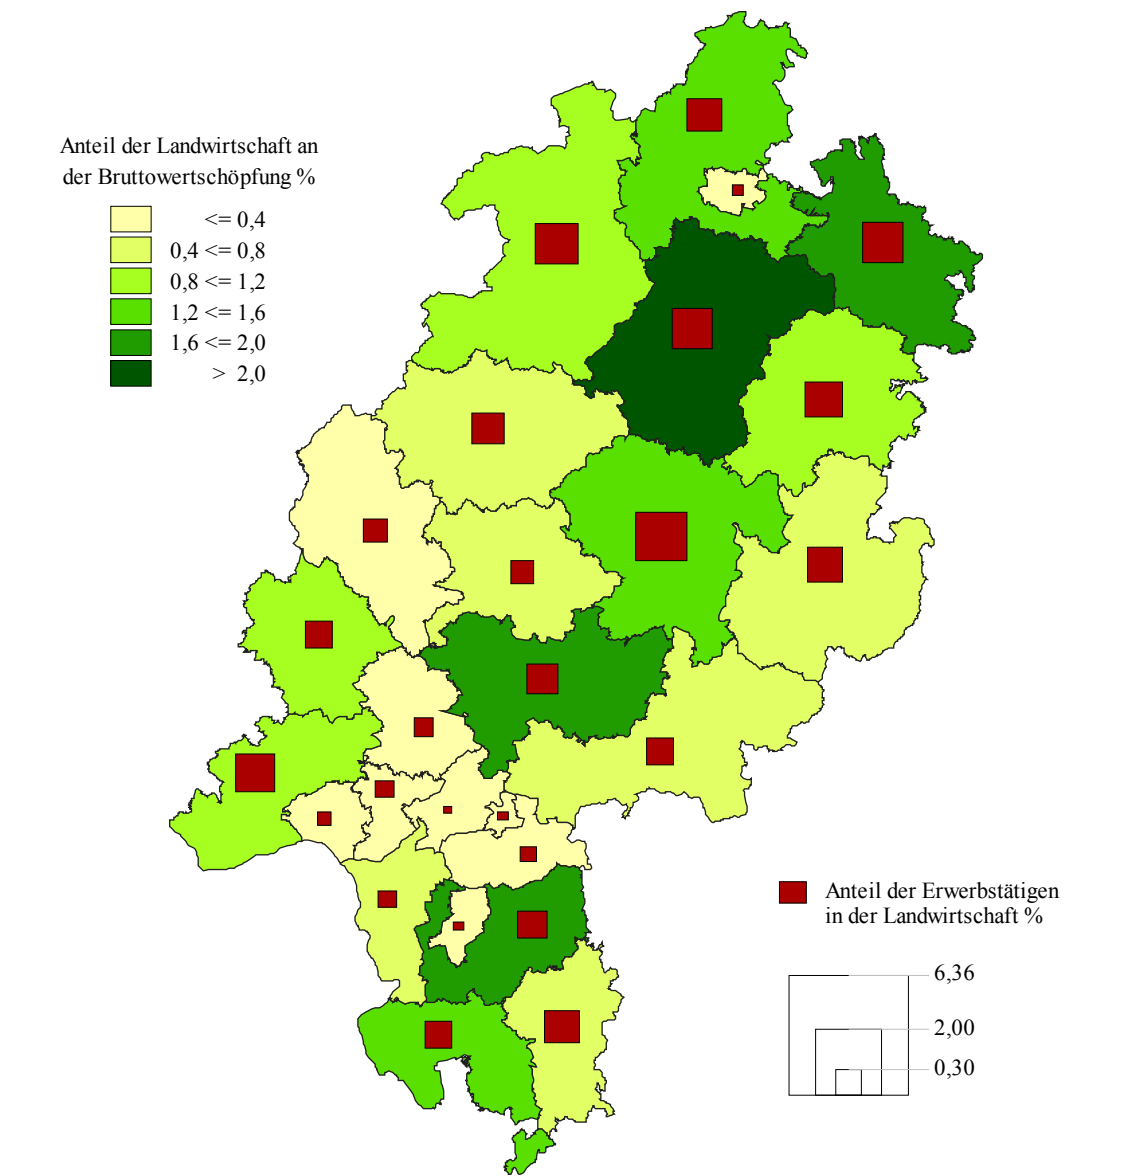 Anteil der Landwirtschaft an
der Bruttowertschöpfung %
<= 0,4
0,4 <= 0,8
0,8 <= 1,2
1,2 <= 1,6
1,6 <= 2,0
> 2,0
Anteil der Erwerbstätigen
in der Landwirtschaft %
6,36
2,00
0,30